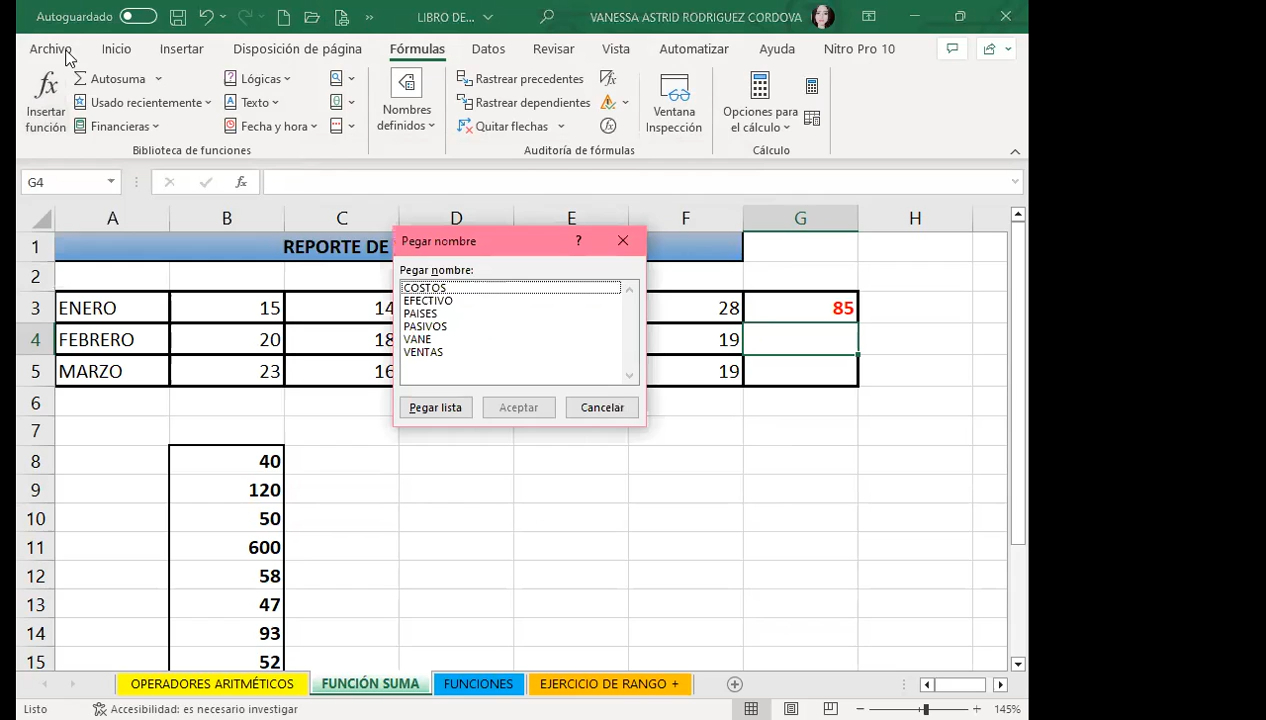 Autoguardado
LIBRO DE...
VANESSA ASTRID RODRIGUEZ CORDOVA
Archivo Inicio Insertar Disposición de página Fórmulas Datos Revisar Vista Automatizar Ayuda Nitro Pro 10
fx Insertar función
Autosuma
Usado recientemente
Financieras
Lógicas
Texto
Fecha y hora
Biblioteca de funciones
Nombres definidos
Rastrear precedentes
Rastrear dependientes
Quitar flechas
Ventana Inspección
Auditoría de fórmulas
Opciones para el cálculo
Cálculo
G4
fx
A B C D E F G H
1 REPORTE DE
2
3 ENERO 15 14 28 85
4 FEBRERO 20 18 19
5 MARZO 23 16 19
6
7
8 40
9 120
10 50
11 600
12 58
13 47
14 93
15 52
Pegar nombre ?
Pegar nombre:
COSTOS
EFECTIVO
PAISES
PASIVOS
VANE
VENTAS
Pegar lista Aceptar Cancelar
OPERADORES ARITMÉTICOS FUNCIÓN SUMA FUNCIONES EJERCICIO DE RANGO +
Listo Accesibilidad: es necesario investigar 145%